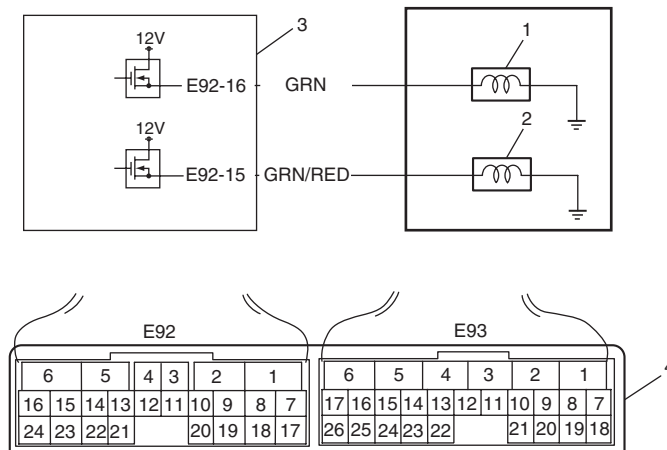 3
1
12V
E92-16 GRN
2
12V
E92-15 GRN/RED
E92 E93
4
6 5 4 3 2 1 6 5 4 3 2 1
16 15 14 13 12 11 10 9 8 7 17 16 15 14 13 12 11 10 9 8 7
24 23 22 21 20 19 18 17 26 25 24 23 22 21 20 19 18